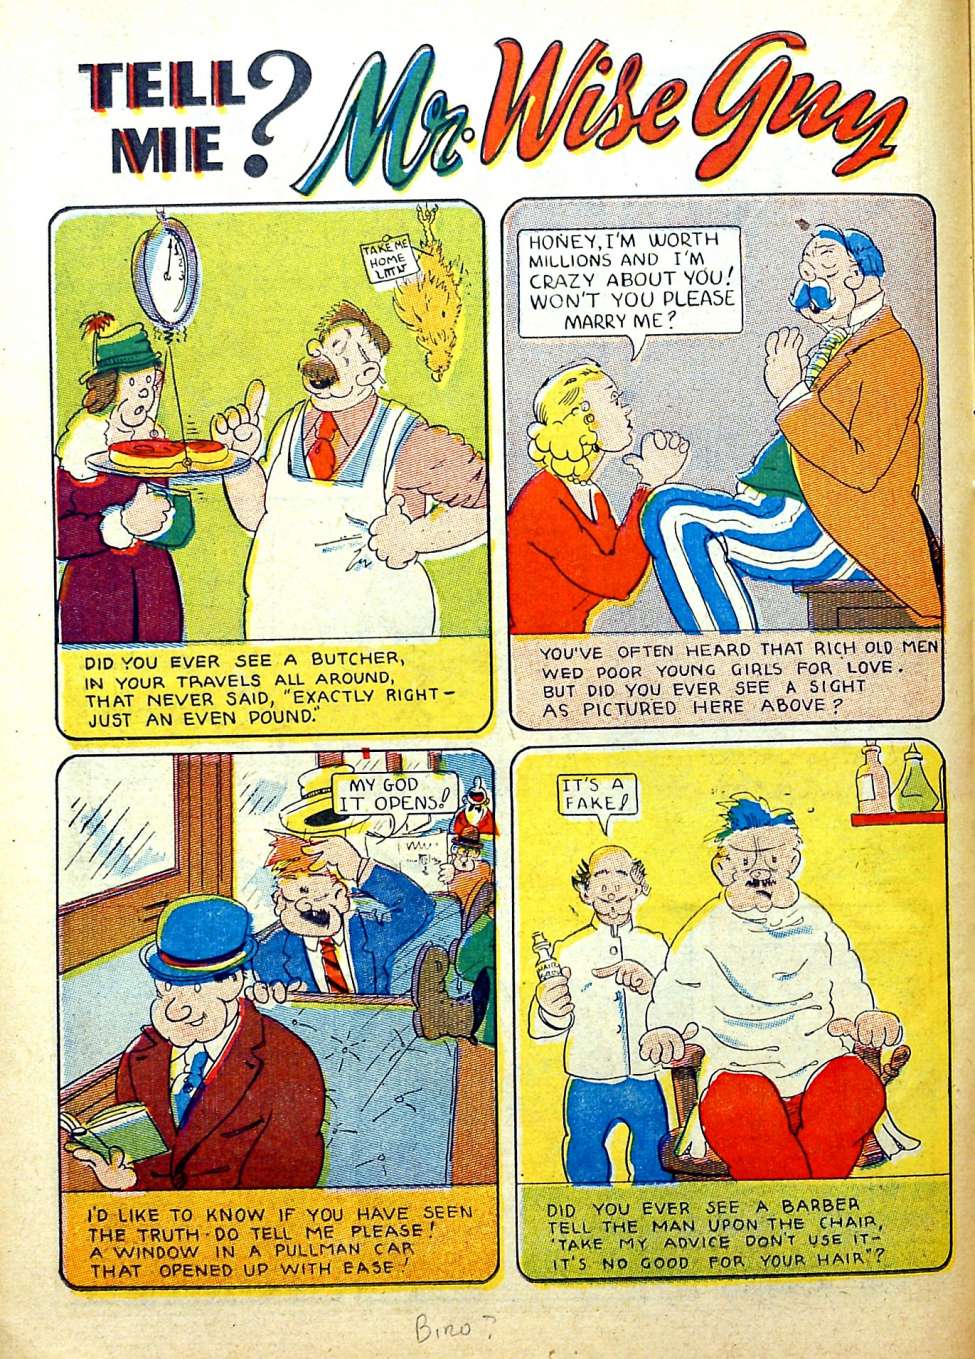 TELL ME? Mr. Wise Guy
TAKE ME
HOME
DID YOU EVER SEE A BUTCHER,
IN YOUR TRAVELS ALL AROUND,
THAT NEVER SAID, "EXACTLY RIGHT—
JUST AN EVEN POUND."
HONEY, I'M WORTH
MILLIONS AND I'M
CRAZY ABOUT YOU!
WON'T YOU PLEASE
MARRY ME?
YOU'VE OFTEN HEARD THAT RICH OLD MEN
WED POOR YOUNG GIRLS FOR LOVE.
BUT DID YOU EVER SEE A SIGHT
AS PICTURED HERE ABOVE?
MY GOD
IT OPENS!
I'D LIKE TO KNOW IF YOU HAVE SEEN
THE TRUTH - DO TELL ME PLEASE!
A WINDOW IN A PULLMAN CAR
THAT OPENED UP WITH EASE!
IT'S A
FAKE!
HAIR
DID YOU EVER SEE A BARBER
TELL THE MAN UPON THE CHAIR,
"TAKE MY ADVICE DON'T USE IT—
IT'S NO GOOD FOR YOUR HAIR"?
Biro?